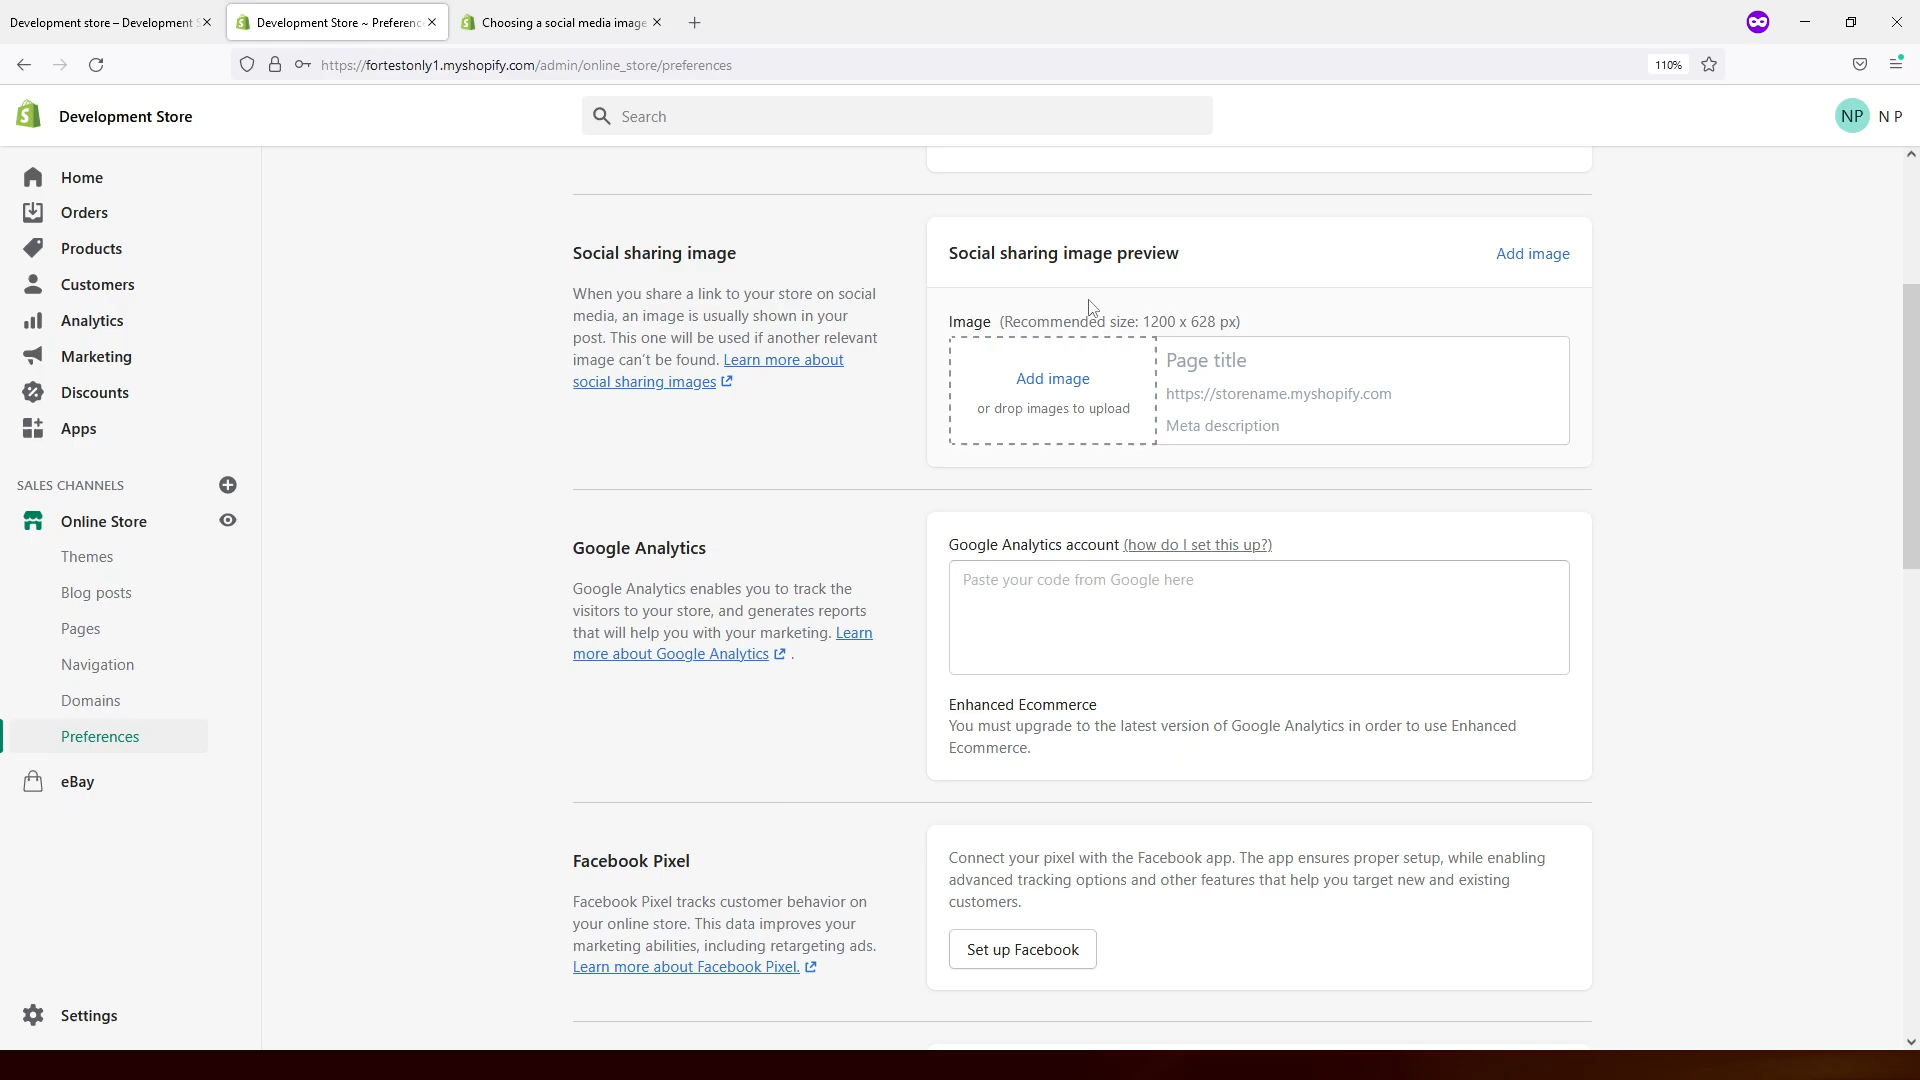 Development store – Development S
Development Store ~ Preferenc
Choosing a social media image
https://fortestonly1.myshopify.com/admin/online_store/preferences
110%
Development Store
Search
NP
N P
Home
Orders
Products
Customers
Analytics
Marketing
Discounts
Apps
SALES CHANNELS
Online Store
Themes
Blog posts
Pages
Navigation
Domains
Preferences
eBay
Settings
Social sharing image
When you share a link to your store on social
media, an image is usually shown in your
post. This one will be used if another relevant
image can't be found. Learn more about
social sharing images
Social sharing image preview
Add image
Image (Recommended size: 1200 x 628 px)
Add image
or drop images to upload
Page title
https://storename.myshopify.com
Meta description
Google Analytics
Google Analytics enables you to track the
visitors to your store, and generates reports
that will help you with your marketing. Learn
more about Google Analytics .
Google Analytics account (how do I set this up?)
Paste your code from Google here
Enhanced Ecommerce
You must upgrade to the latest version of Google Analytics in order to use Enhanced
Ecommerce.
Facebook Pixel
Facebook Pixel tracks customer behavior on
your online store. This data improves your
marketing abilities, including retargeting ads.
Learn more about Facebook Pixel.
Connect your pixel with the Facebook app. The app ensures proper setup, while enabling
advanced tracking options and other features that help you target new and existing
customers.
Set up Facebook